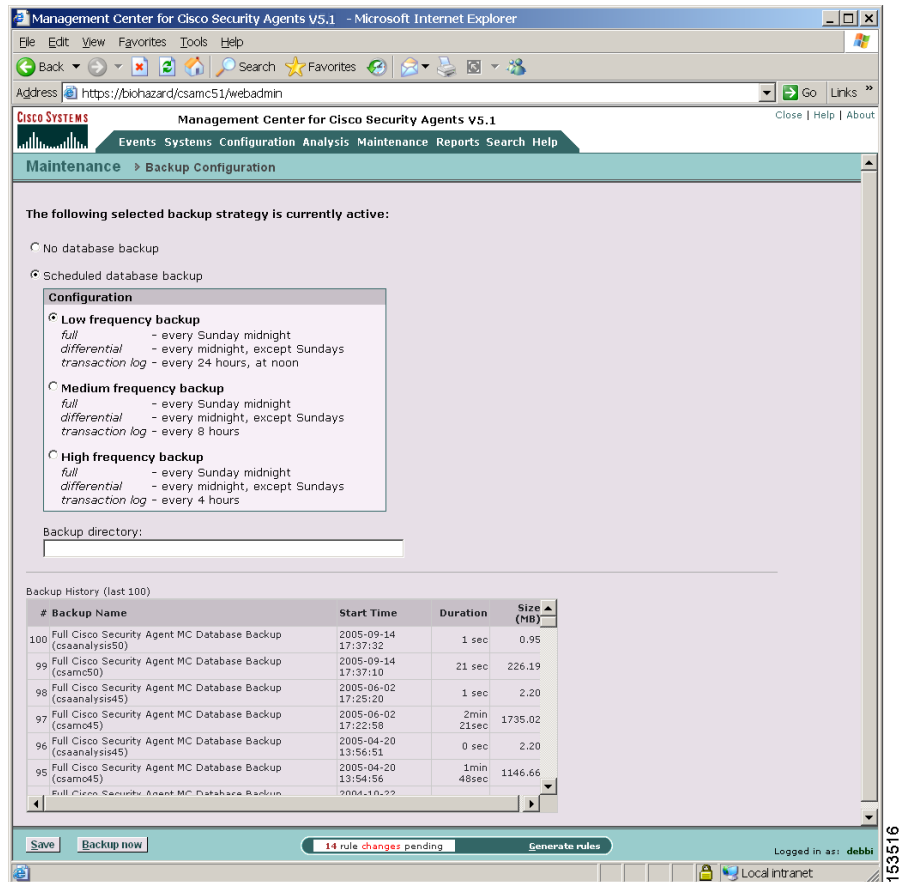 Management Center for Cisco Security Agents V5.1 - Microsoft Internet Explorer
File Edit View Favorites Tools Help
Back Search Favorites
Address https://biohazard/csamc51/webadmin Go Links »
CISCO SYSTEMS
Management Center for Cisco Security Agents V5.1
Close | Help | About
Events Systems Configuration Analysis Maintenance Reports Search Help
Maintenance > Backup Configuration
The following selected backup strategy is currently active:
No database backup
Scheduled database backup
Configuration
Low frequency backup
full - every Sunday midnight
differential - every midnight, except Sundays
transaction log - every 24 hours, at noon
Medium frequency backup
full - every Sunday midnight
differential - every midnight, except Sundays
transaction log - every 8 hours
High frequency backup
full - every Sunday midnight
differential - every midnight, except Sundays
transaction log - every 4 hours
Backup directory:
Backup History (last 100)
# Backup Name Start Time Duration Size (MB)
100 Full Cisco Security Agent MC Database Backup (csaanalysis50) 2005-09-14 17:37:32 1 sec 0.95
99 Full Cisco Security Agent MC Database Backup (csamc50) 2005-09-14 17:37:10 21 sec 226.19
98 Full Cisco Security Agent MC Database Backup (csaanalysis45) 2005-06-02 17:25:20 1 sec 2.20
97 Full Cisco Security Agent MC Database Backup (csamc45) 2005-06-02 17:22:58 2min 21sec 1735.02
96 Full Cisco Security Agent MC Database Backup (csaanalysis45) 2005-04-20 13:56:51 0 sec 2.20
95 Full Cisco Security Agent MC Database Backup (csamc45) 2005-04-20 13:54:56 1min 48sec 1146.66
Full Cisco Security Agent MC Database Backup 2004-10-22
Save Backup now 14 rule changes pending Generate rules
Logged in as: debbi
Local intranet
153516